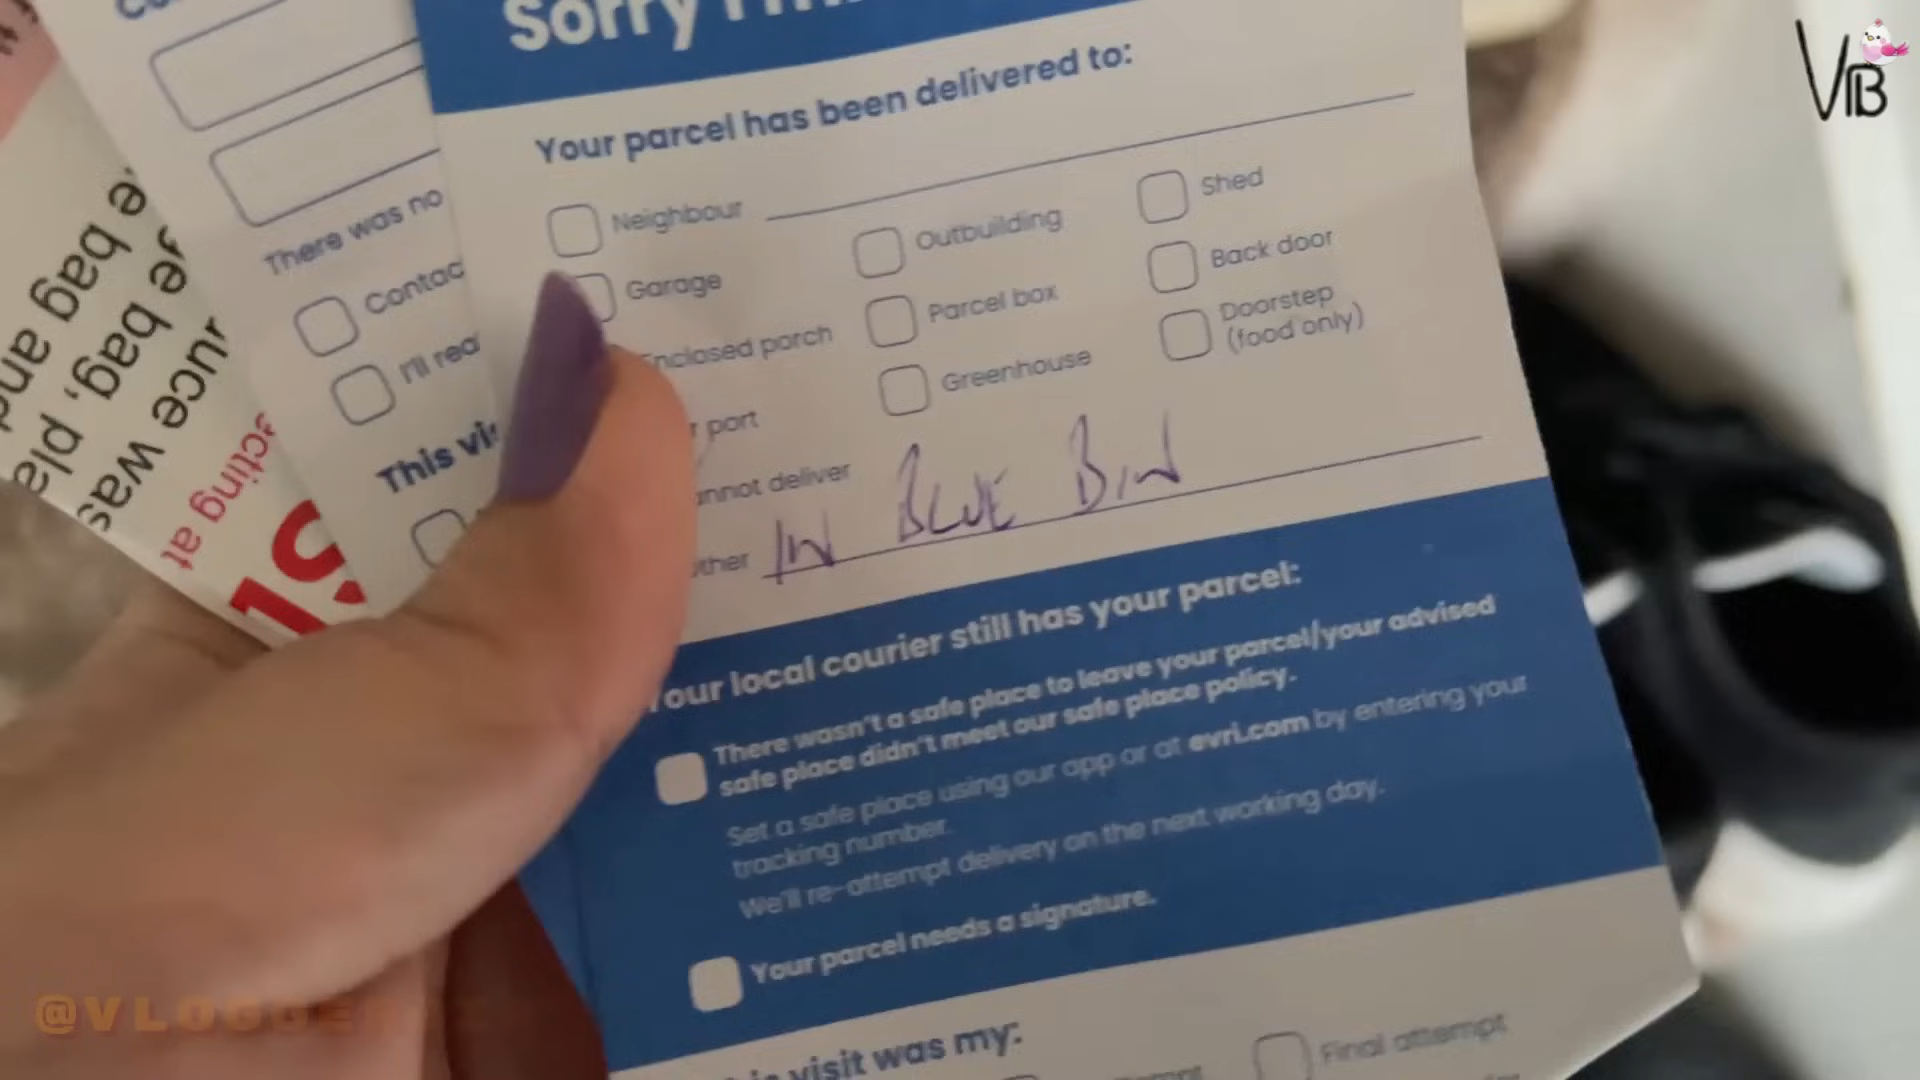 Sorry I m
Your parcel has been delivered to:
Neighbour
Outbuilding
Shed
Garage
Parcel box
Back door
Enclosed porch
Greenhouse
Doorstep
(food only)
port
nnot deliver
ther IN BLUE BIN
our local courier still has your parcel:
There wasn't a safe place to leave your parcel/your advised
safe place didn't meet our safe place policy.
Set a safe place using our app or at evri.com by entering your
tracking number.
We'll re-attempt delivery on the next working day.
Your parcel needs a signature.
visit was my:
Final attempt
There was no
Contac
I'll rea
This vi
e bag and
e bag, pla
uce was
cting at
VB
@VLOGGE